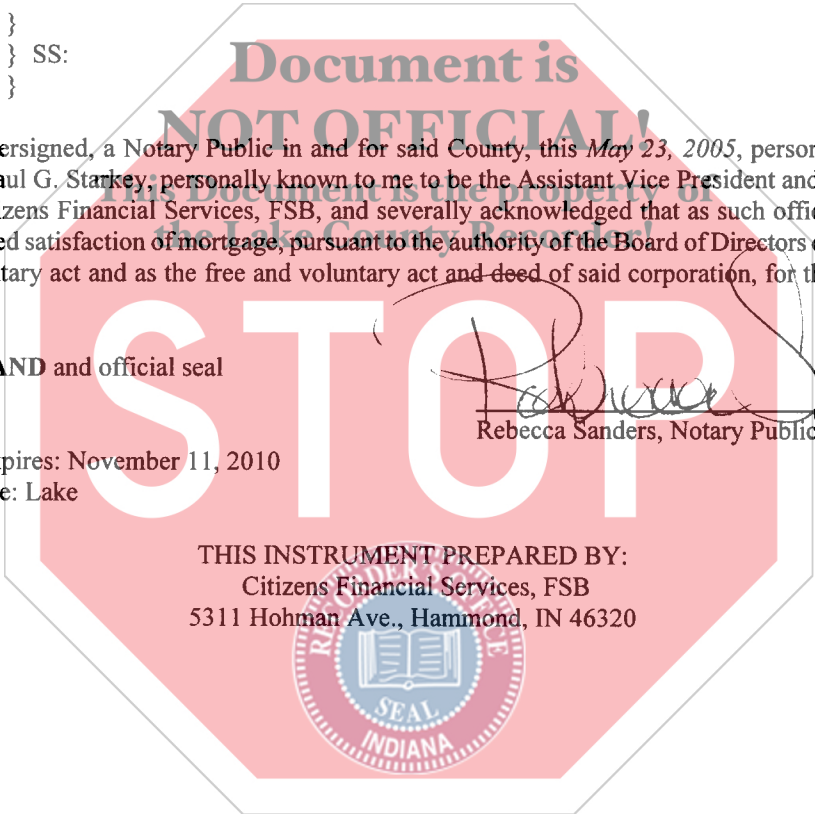 }
} SS:
}
Document is
NOT OFFICIAL!
This Document is the property of
the Lake County Recorder!
ersigned, a Notary Public in and for said County, this May 23, 2005, person
aul G. Starkey, personally known to me to be the Assistant Vice President and
izens Financial Services, FSB, and severally acknowledged that as such offic
ed satisfaction of mortgage, pursuant to the authority of the Board of Directors o
tary act and as the free and voluntary act and deed of said corporation, for th
STOP
AND and official seal
Rebecca Sanders, Notary Public
pires: November 11, 2010
e: Lake
THIS INSTRUMENT PREPARED BY:
Citizens Financial Services, FSB
5311 Hohman Ave., Hammond, IN 46320
RECORDER'S OFFICE
SEAL
INDIANA